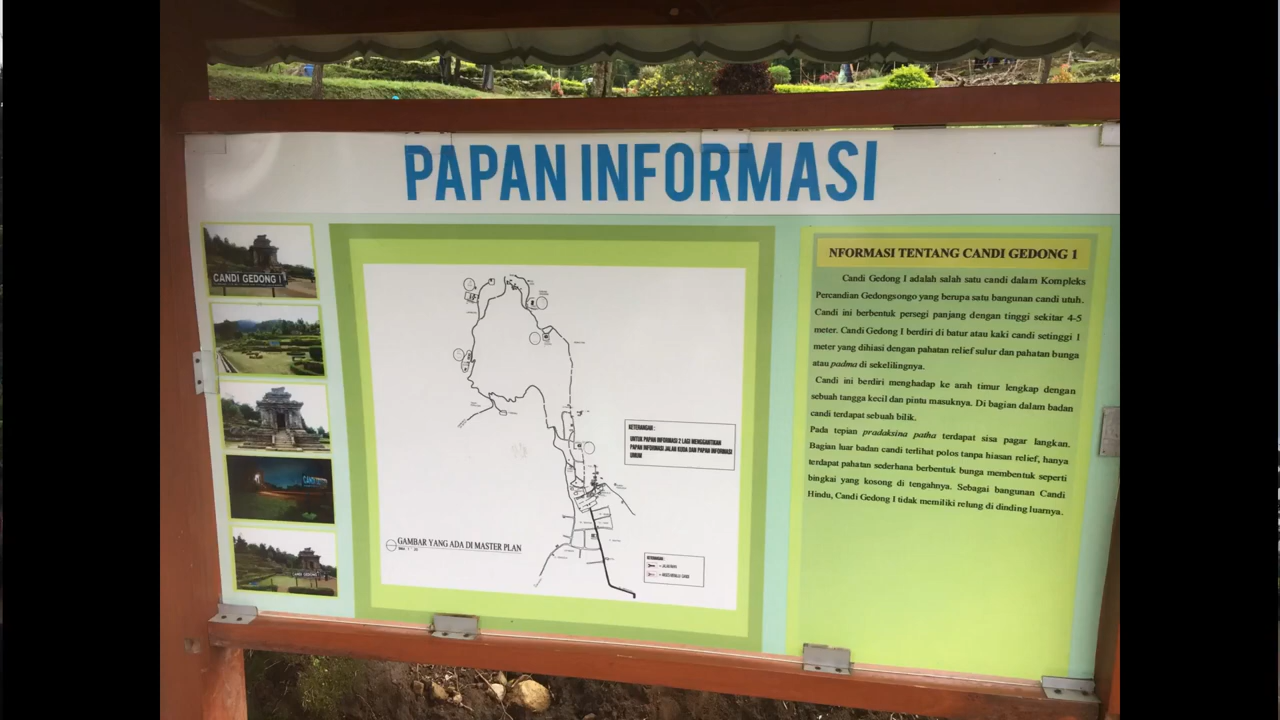 PAPAN INFORMASI
CANDI GEDONG I
NFORMASI TENTANG CANDI GEDONG 1
Candi Gedong I adalah salah satu candi dalam Kompleks
Percandian Gedongsongo yang berupa satu bangunan candi utuh.
Candi ini berbentuk persegi panjang dengan tinggi sekitar 4-5
meter. Candi Gedong I berdiri di batur atau kaki candi setinggi 1
meter yang dihiasi dengan pahatan relief sulur dan pahatan bunga
atau padma di sekelilingnya.
Candi ini berdiri menghadap ke arah timur lengkap dengan
sebuah tangga kecil dan pintu masuknya. Di bagian dalam badan
candi terdapat sebuah bilik.
Pada tepian pradaksina patha terdapat sisa pagar langkan.
Bagian luar badan candi terlihat polos tanpa hiasan relief, hanya
terdapat pahatan sederhana berbentuk bunga membentuk seperti
bingkai yang kosong di tengahnya. Sebagai bangunan Candi
Hindu, Candi Gedong I tidak memiliki relung di dinding luarnya.
KETERANGAN :
UNTUK PAPAN INFORMASI 2 LAGI MENGGANTIKAN
PAPAN INFORMASI JALAN KUDA DAN PAPAN INFORMASI
UMUM
GAMBAR YANG ADA DI MASTER PLAN
KETERANGAN :
CANDI